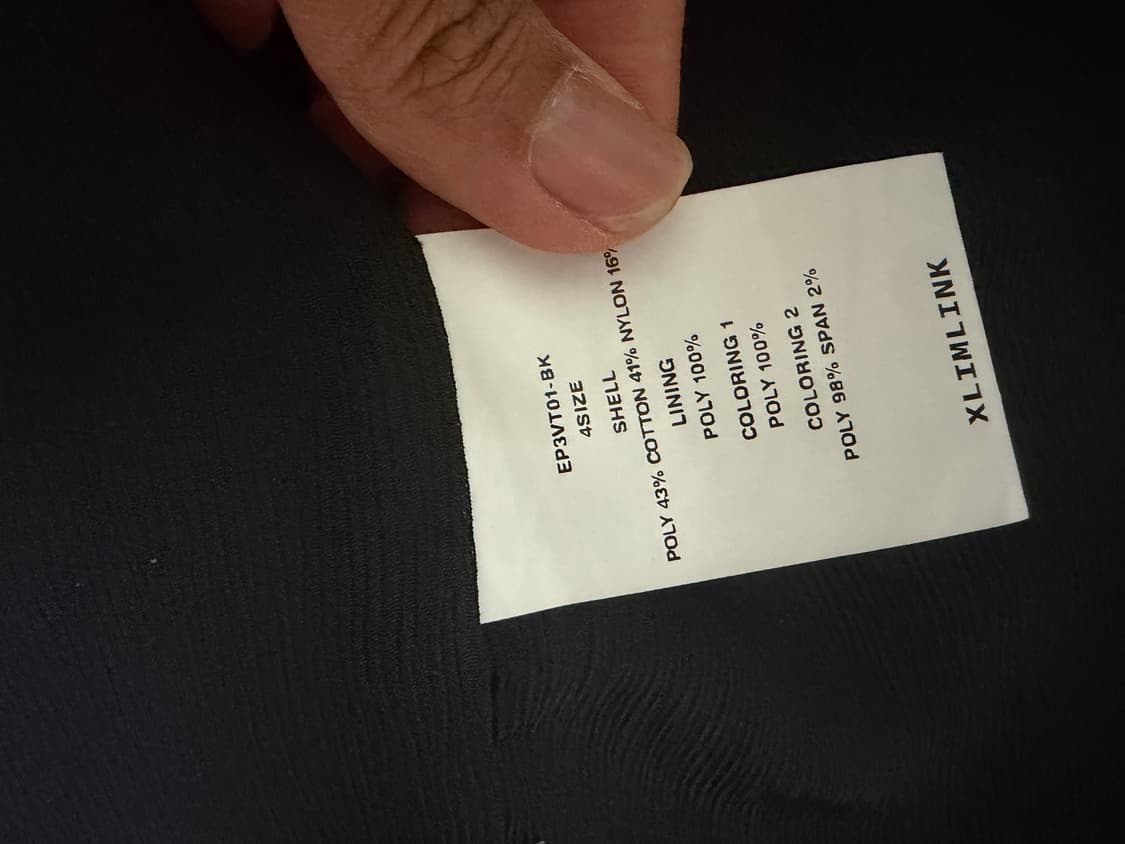 EP3VT01-BK
4SIZE
SHELL
POLY 43% COTTON 41% NYLON 16%
LINING
POLY 100%
COLORING 1
POLY 100%
COLORING 2
POLY 98% SPAN 2%
XLIMLINK